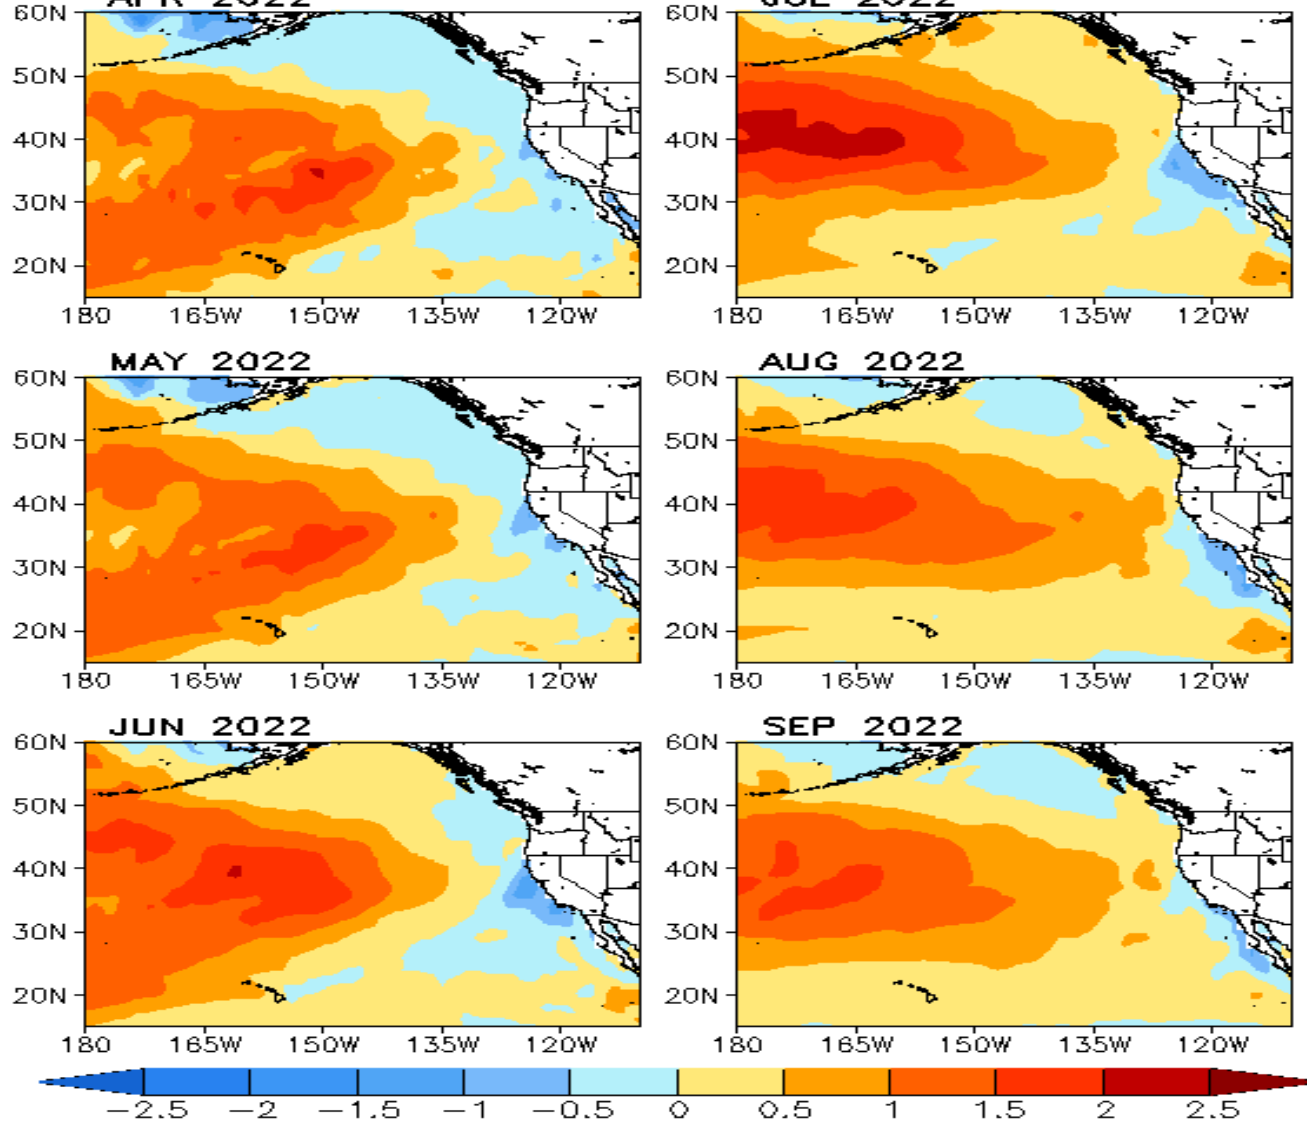 APR 2022
60N
50N
40N
30N
20N
180 165W 150W 135W 120W
JUL 2022
60N
50N
40N
30N
20N
180 165W 150W 135W 120W
MAY 2022
60N
50N
40N
30N
20N
180 165W 150W 135W 120W
AUG 2022
60N
50N
40N
30N
20N
180 165W 150W 135W 120W
JUN 2022
60N
50N
40N
30N
20N
180 165W 150W 135W 120W
SEP 2022
60N
50N
40N
30N
20N
180 165W 150W 135W 120W
−2.5 −2 −1.5 −1 −0.5 0 0.5 1 1.5 2 2.5